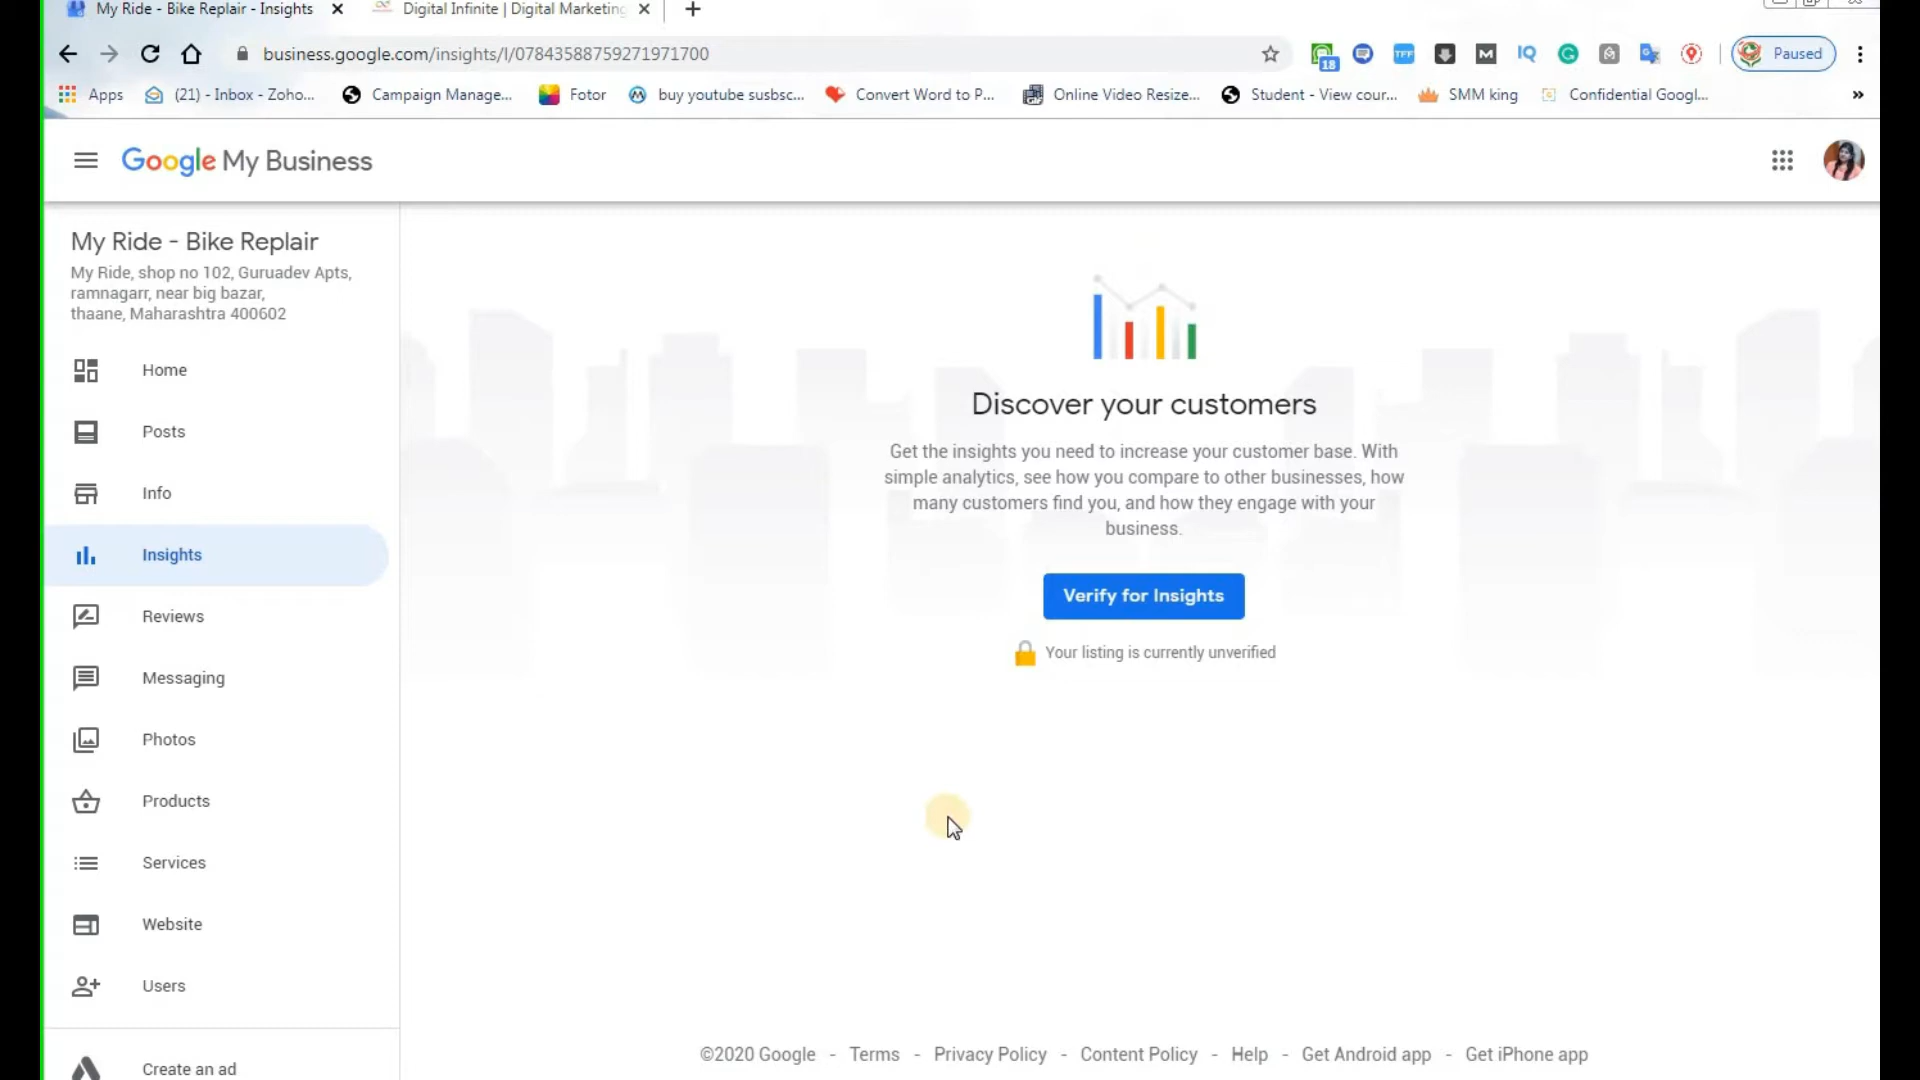 My Ride - Bike Replair - Insights
Digital Infinite | Digital Marketing
business.google.com/insights/l/07843588759271971700
18
TFF
M
IQ
Paused
Apps
(21) - Inbox - Zoho...
Campaign Manage...
Fotor
buy youtube susbsc...
Convert Word to P...
Online Video Resize...
Student - View cour...
SMM king
Confidential Googl...
»
Google My Business
My Ride - Bike Replair
My Ride, shop no 102, Guruadev Apts,
ramnagarr, near big bazar,
thaane, Maharashtra 400602
Home
Posts
Info
Insights
Reviews
Messaging
Photos
Products
Services
Website
Users
Create an ad
Discover your customers
Get the insights you need to increase your customer base. With
simple analytics, see how you compare to other businesses, how
many customers find you, and how they engage with your
business.
Verify for Insights
Your listing is currently unverified
©2020 Google - Terms - Privacy Policy - Content Policy - Help - Get Android app - Get iPhone app